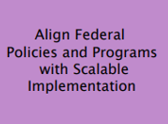 Align Federal
Policies and Programs
with Scalable
Implementation